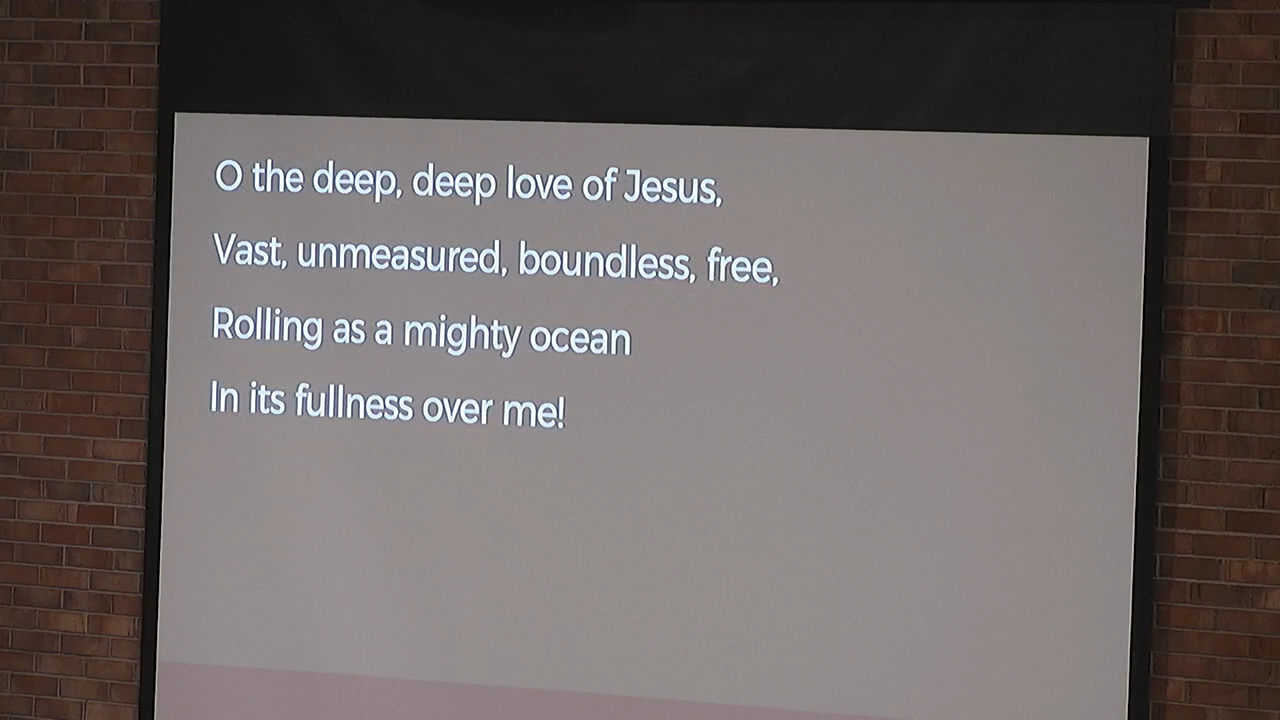 O the deep, deep love of Jesus,
Vast, unmeasured, boundless, free,
Rolling as a mighty ocean
In its fullness over me!